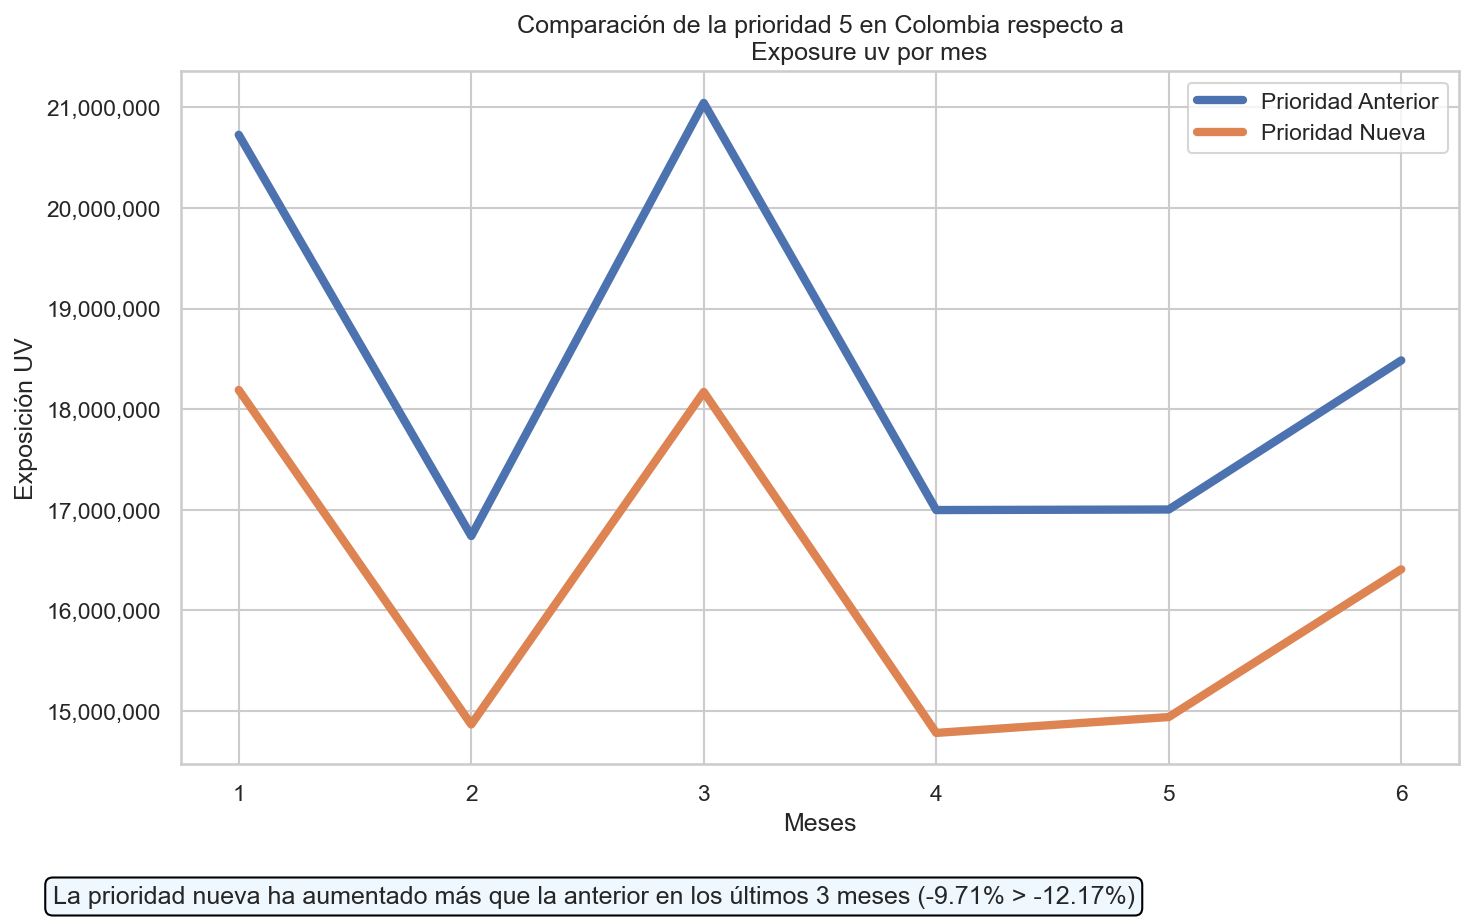 Comparación de la prioridad 5 en Colombia respecto a
Exposure uv por mes
Prioridad Anterior
Prioridad Nueva
Exposición UV
21,000,000
20,000,000
19,000,000
18,000,000
17,000,000
16,000,000
15,000,000
1 2 3 4 5 6
Meses
La prioridad nueva ha aumentado más que la anterior en los últimos 3 meses (-9.71% > -12.17%)